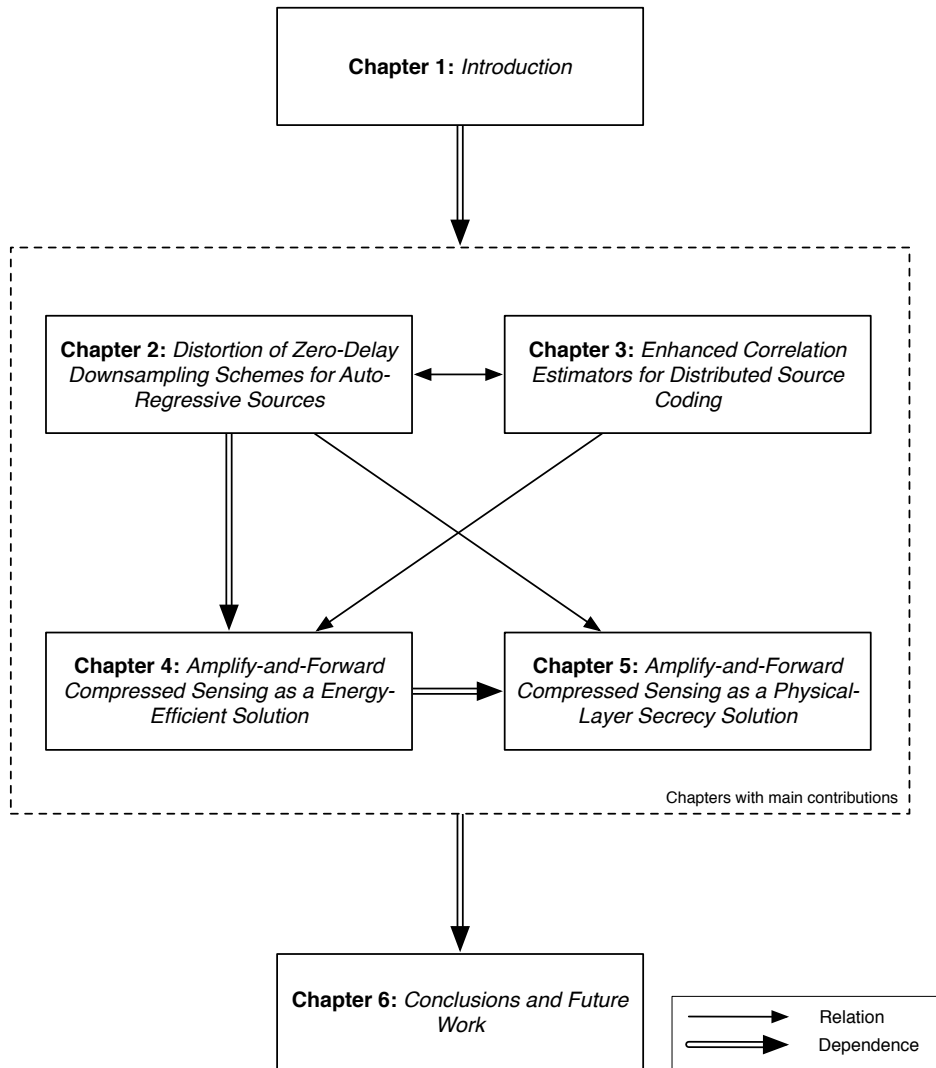 Chapter 1: Introduction
Chapter 2: Distortion of Zero-Delay
Downsampling Schemes for Auto-
Regressive Sources
Chapter 3: Enhanced Correlation
Estimators for Distributed Source
Coding
Chapter 4: Amplify-and-Forward
Compressed Sensing as a Energy-
Efficient Solution
Chapter 5: Amplify-and-Forward
Compressed Sensing as a Physical-
Layer Secrecy Solution
Chapters with main contributions
Chapter 6: Conclusions and Future
Work
Relation
Dependence